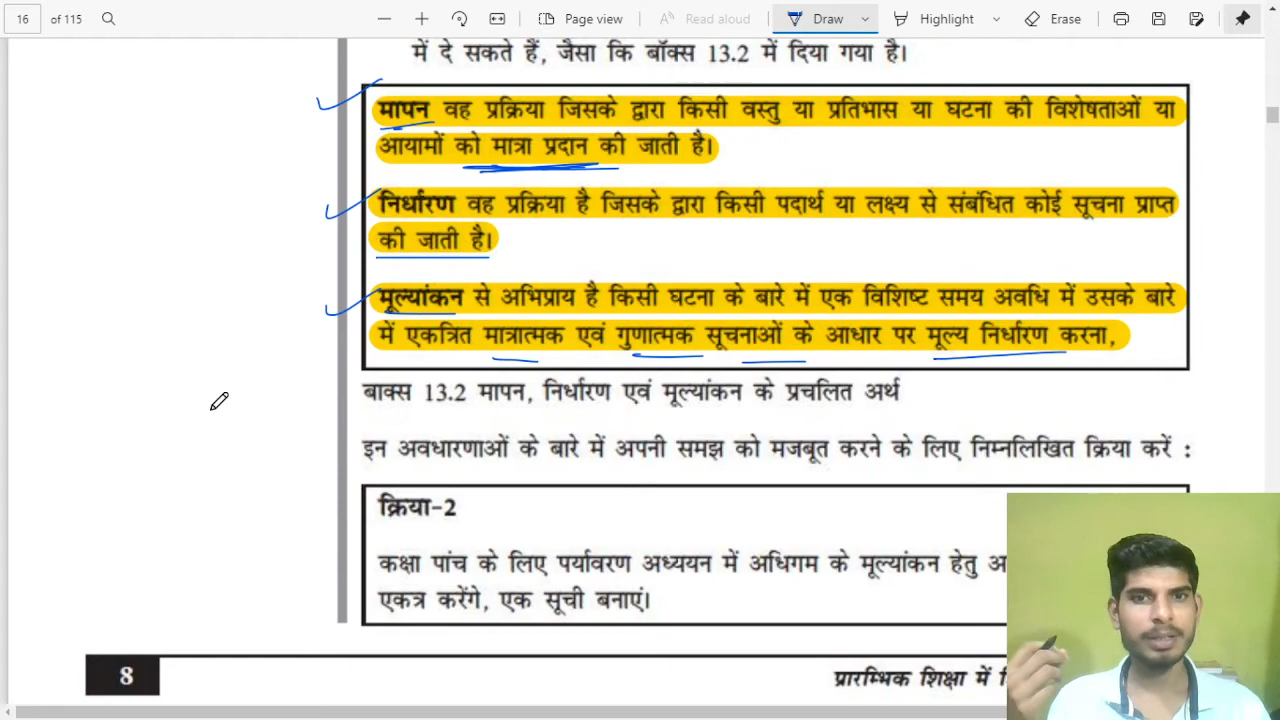 16 of 115 Page view Read aloud Draw Highlight Erase
में दे सकते हैं, जैसा कि बॉक्स 13.2 में दिया गया है।
मापन वह प्रक्रिया जिसके द्वारा किसी वस्तु या प्रतिभास या घटना की विशेषताओं या
आयामों को मात्रा प्रदान की जाती है।
निर्धारण वह प्रक्रिया है जिसके द्वारा किसी पदार्थ या लक्ष्य से संबंधित कोई सूचना प्राप्त
की जाती है।
मूल्यांकन से अभिप्राय है किसी घटना के बारे में एक विशिष्ट समय अवधि में उसके बारे
में एकत्रित मात्रात्मक एवं गुणात्मक सूचनाओं के आधार पर मूल्य निर्धारण करना,
बाक्स 13.2 मापन, निर्धारण एवं मूल्यांकन के प्रचलित अर्थ
इन अवधारणाओं के बारे में अपनी समझ को मजबूत करने के लिए निम्नलिखित क्रिया करें :
क्रिया-2
कक्षा पांच के लिए पर्यावरण अध्ययन में अधिगम के मूल्यांकन हेतु
एकत्र करेंगे, एक सूची बनाएं।
8 प्रारम्भिक शिक्षा में